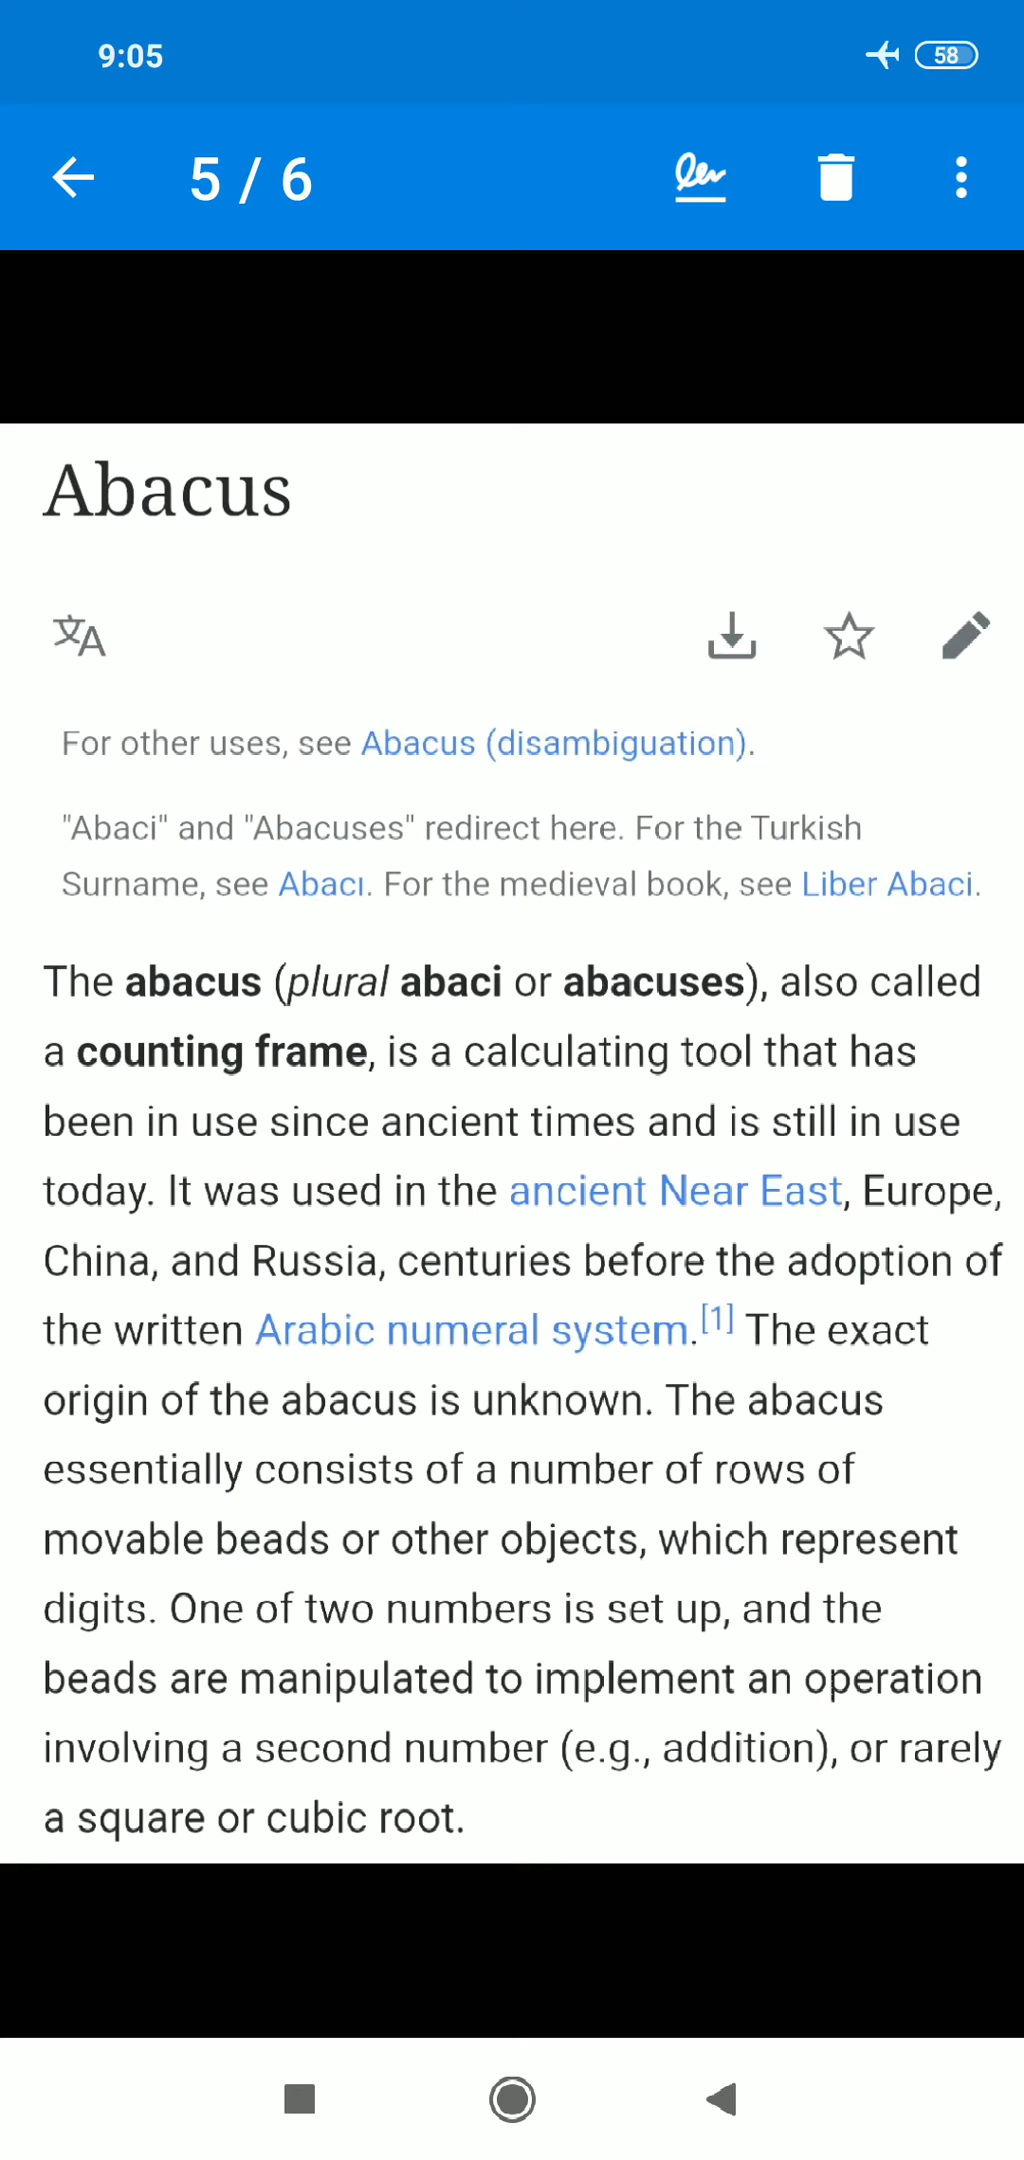 9:05
58
5 / 6
Abacus
For other uses, see Abacus (disambiguation).
"Abaci" and "Abacuses" redirect here. For the Turkish
Surname, see Abacı. For the medieval book, see Liber Abaci.
The abacus (plural abaci or abacuses), also called
a counting frame, is a calculating tool that has
been in use since ancient times and is still in use
today. It was used in the ancient Near East, Europe,
China, and Russia, centuries before the adoption of
the written Arabic numeral system.[1] The exact
origin of the abacus is unknown. The abacus
essentially consists of a number of rows of
movable beads or other objects, which represent
digits. One of two numbers is set up, and the
beads are manipulated to implement an operation
involving a second number (e.g., addition), or rarely
a square or cubic root.